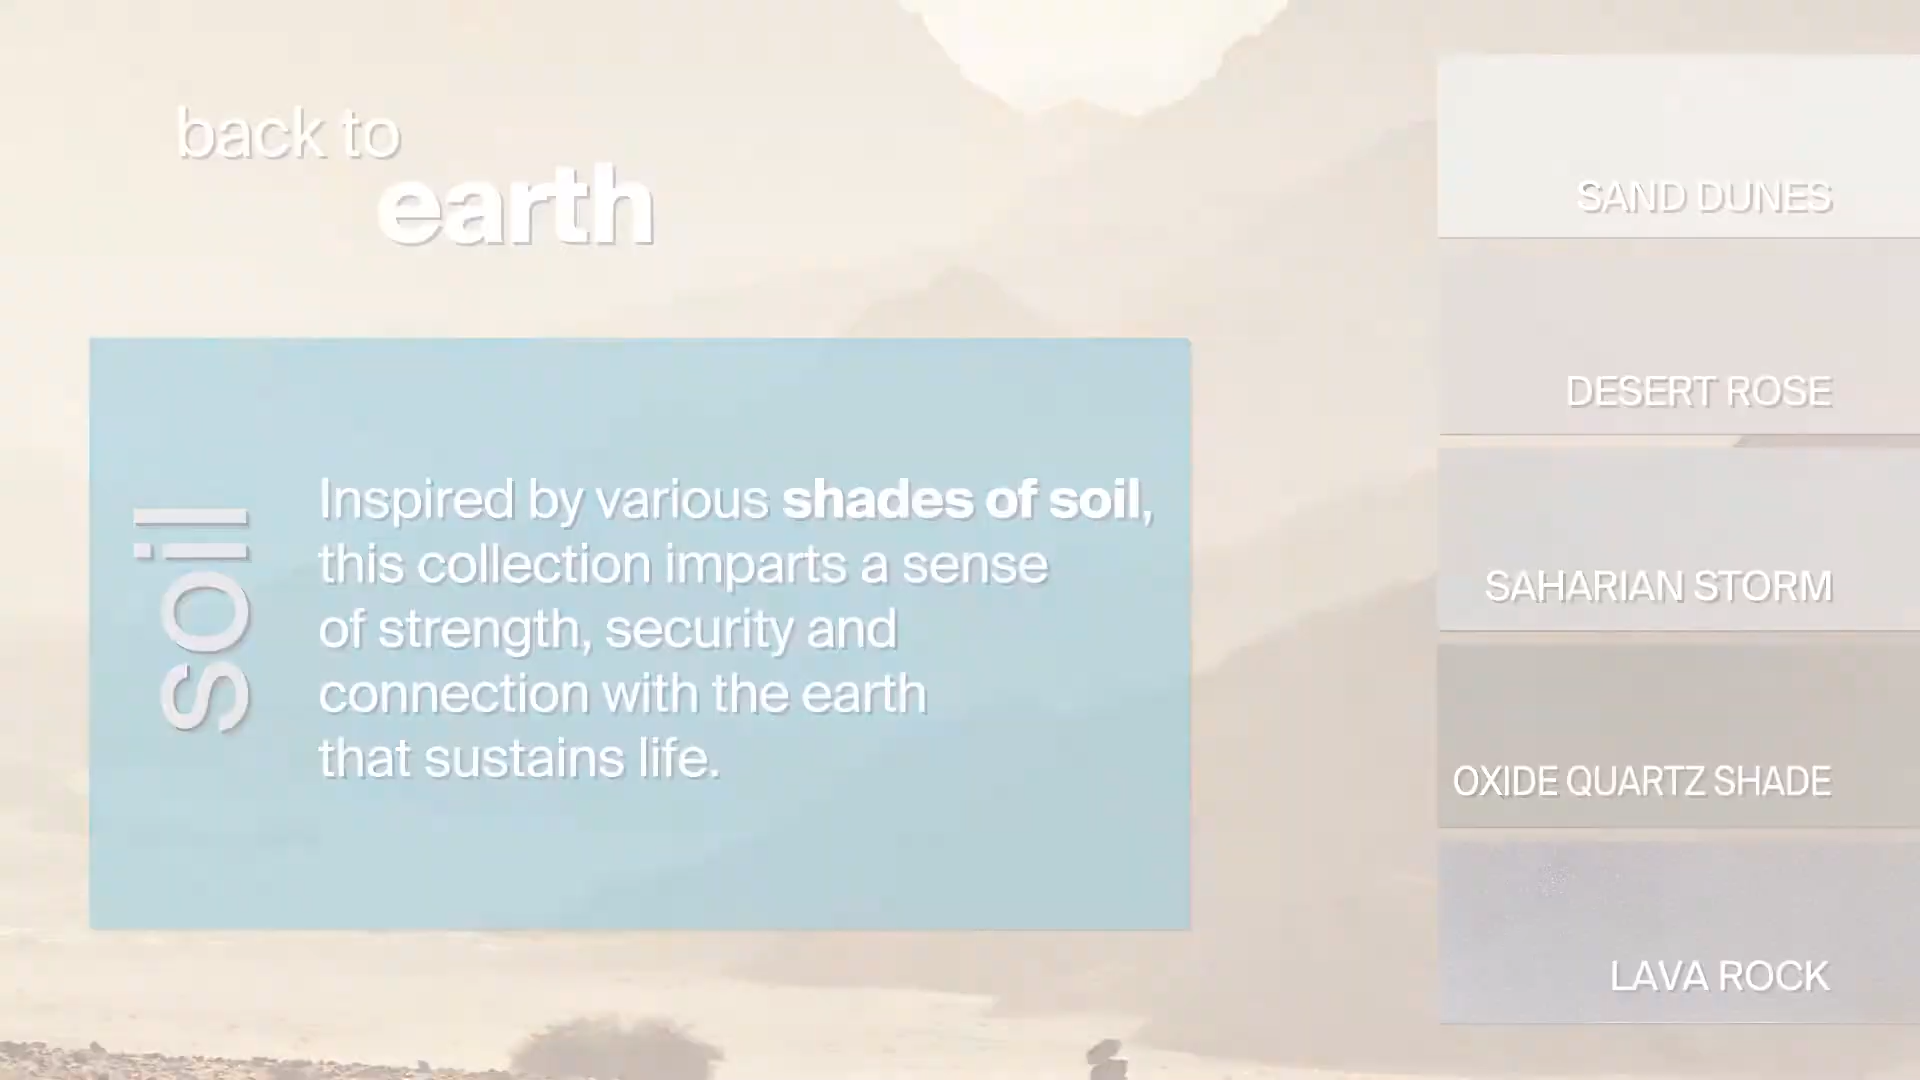 back to
earth
soil
Inspired by various shades of soil,
this collection imparts a sense
of strength, security and
connection with the earth
that sustains life.
SAND DUNES
DESERT ROSE
SAHARIAN STORM
OXIDE QUARTZ SHADE
LAVA ROCK